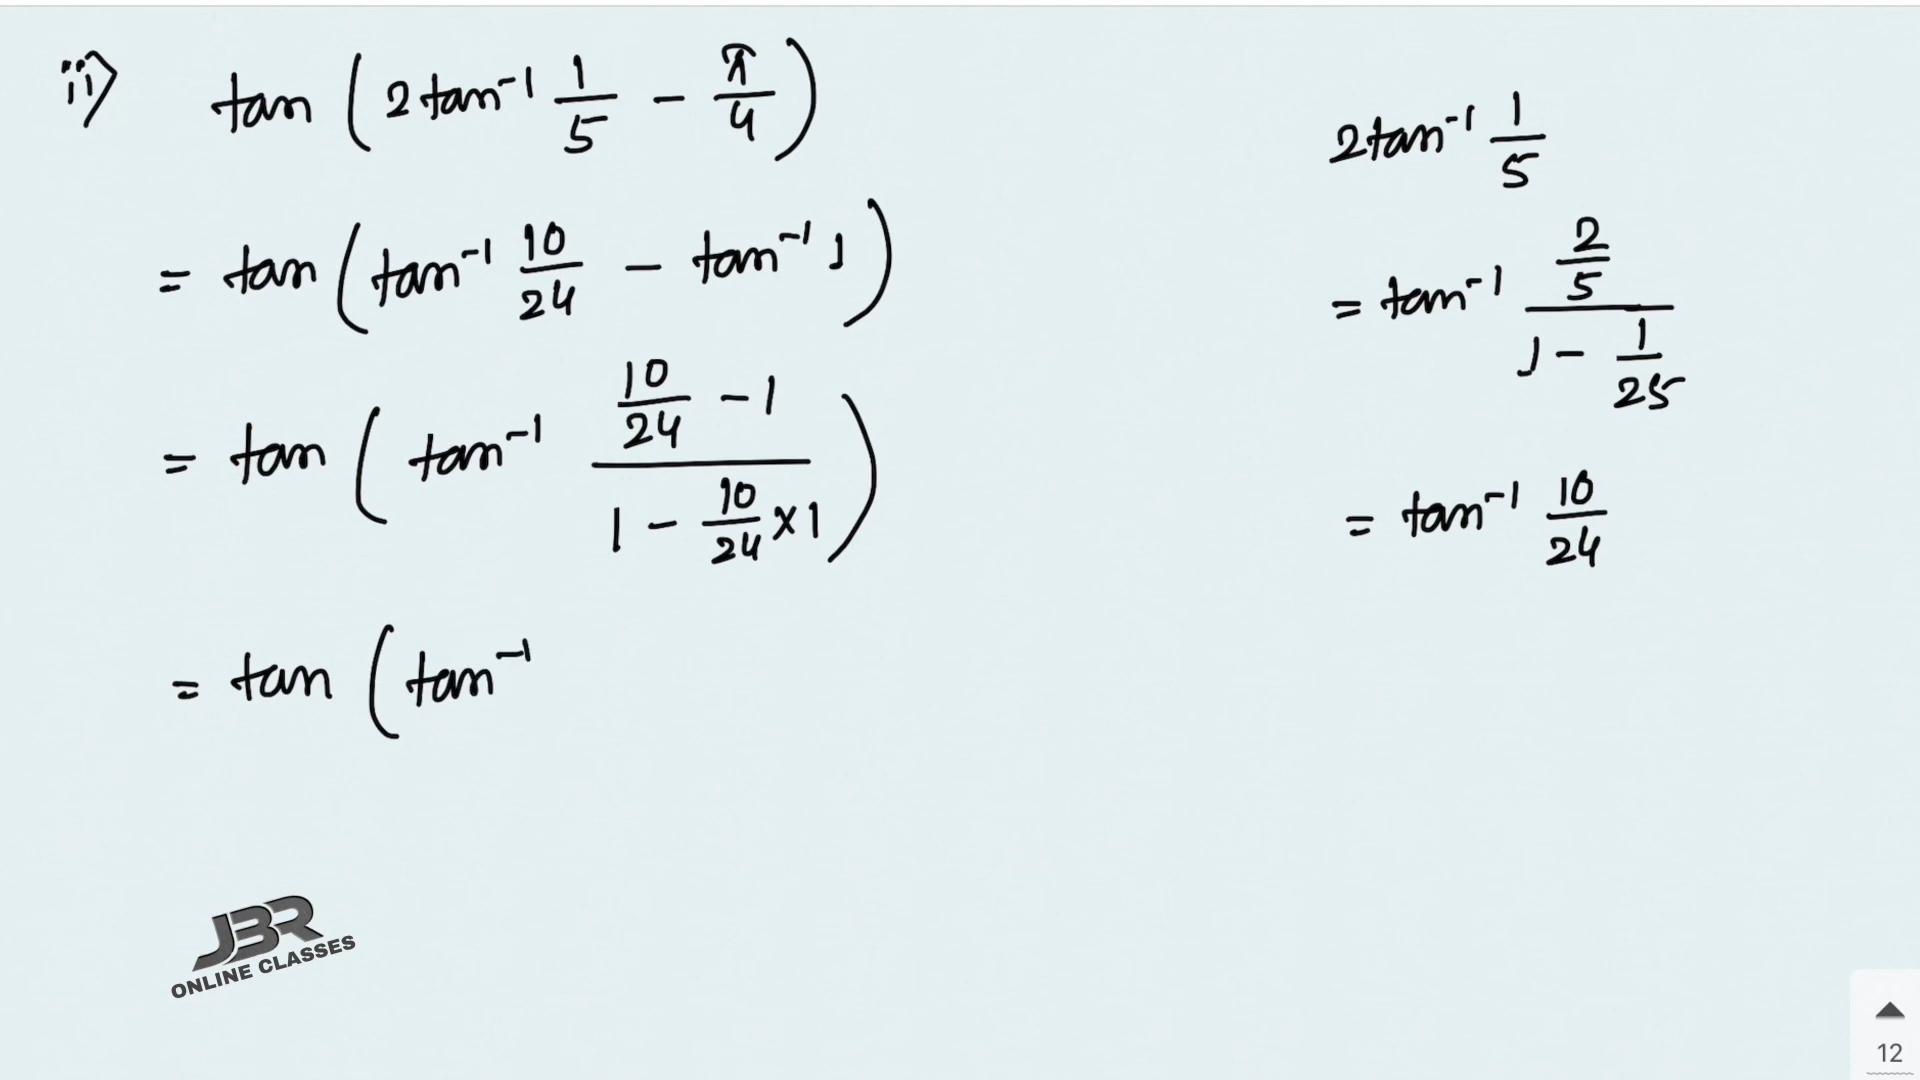 ii) tan ( 2 tan⁻¹ 1/5 − π/4 )
= tan ( tan⁻¹ 10/24 − tan⁻¹ 1 )
= tan ( tan⁻¹ (10/24 − 1)/(1 − 10/24 × 1) )
= tan ( tan⁻¹
2 tan⁻¹ 1/5
= tan⁻¹ (2/5)/(1 − 1/25)
= tan⁻¹ 10/24
JBR
ONLINE CLASSES
12